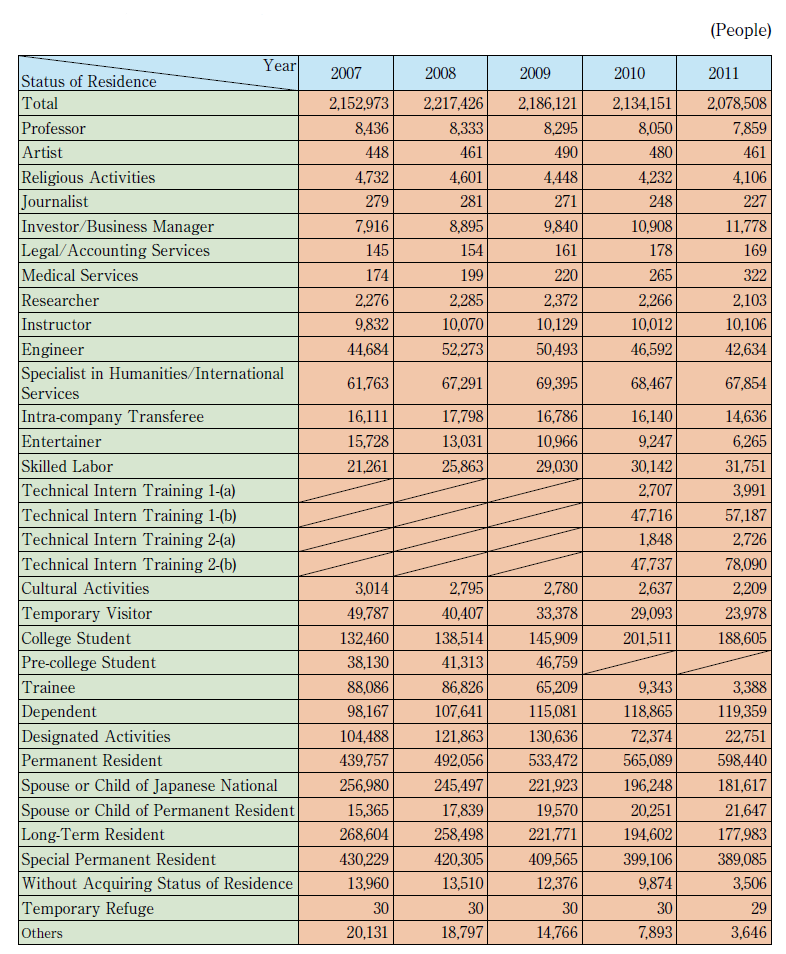 (People)
Year
Status of Residence 2007 2008 2009 2010 2011
Total 2,152,973 2,217,426 2,186,121 2,134,151 2,078,508
Professor 8,436 8,333 8,295 8,050 7,859
Artist 448 461 490 480 461
Religious Activities 4,732 4,601 4,448 4,232 4,106
Journalist 279 281 271 248 227
Investor/Business Manager 7,916 8,895 9,840 10,908 11,778
Legal/Accounting Services 145 154 161 178 169
Medical Services 174 199 220 265 322
Researcher 2,276 2,285 2,372 2,266 2,103
Instructor 9,832 10,070 10,129 10,012 10,106
Engineer 44,684 52,273 50,493 46,592 42,634
Specialist in Humanities/International
Services 61,763 67,291 69,395 68,467 67,854
Intra-company Transferee 16,111 17,798 16,786 16,140 14,636
Entertainer 15,728 13,031 10,966 9,247 6,265
Skilled Labor 21,261 25,863 29,030 30,142 31,751
Technical Intern Training 1-(a) 2,707 3,991
Technical Intern Training 1-(b) 47,716 57,187
Technical Intern Training 2-(a) 1,848 2,726
Technical Intern Training 2-(b) 47,737 78,090
Cultural Activities 3,014 2,795 2,780 2,637 2,209
Temporary Visitor 49,787 40,407 33,378 29,093 23,978
College Student 132,460 138,514 145,909 201,511 188,605
Pre-college Student 38,130 41,313 46,759
Trainee 88,086 86,826 65,209 9,343 3,388
Dependent 98,167 107,641 115,081 118,865 119,359
Designated Activities 104,488 121,863 130,636 72,374 22,751
Permanent Resident 439,757 492,056 533,472 565,089 598,440
Spouse or Child of Japanese National 256,980 245,497 221,923 196,248 181,617
Spouse or Child of Permanent Resident 15,365 17,839 19,570 20,251 21,647
Long-Term Resident 268,604 258,498 221,771 194,602 177,983
Special Permanent Resident 430,229 420,305 409,565 399,106 389,085
Without Acquiring Status of Residence 13,960 13,510 12,376 9,874 3,506
Temporary Refuge 30 30 30 30 29
Others 20,131 18,797 14,766 7,893 3,646